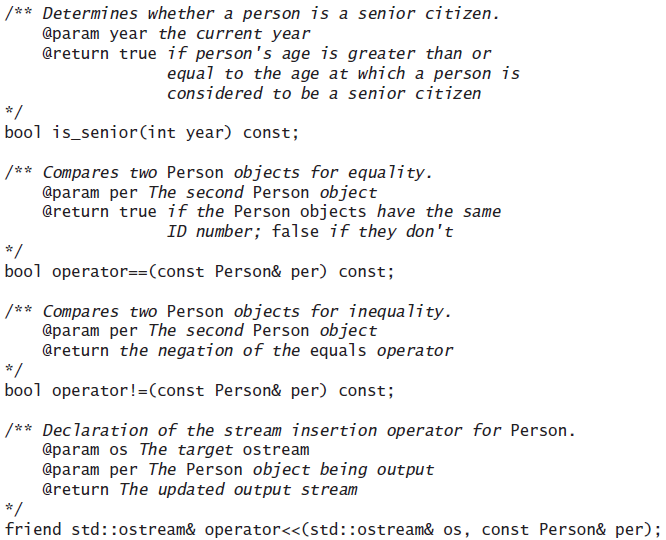 /** Determines whether a person is a senior citizen.
    @param year the current year
    @return true if person's age is greater than or
                 equal to the age at which a person is
                 considered to be a senior citizen
*/
bool is_senior(int year) const;

/** Compares two Person objects for equality.
    @param per The second Person object
    @return true if the Person objects have the same
                 ID number; false if they don't
*/
bool operator==(const Person& per) const;

/** Compares two Person objects for inequality.
    @param per The second Person object
    @return the negation of the equals operator
*/
bool operator!=(const Person& per) const;

/** Declaration of the stream insertion operator for Person.
    @param os The target ostream
    @param per The Person object being output
    @return The updated output stream
*/
friend std::ostream& operator<<(std::ostream& os, const Person& per);